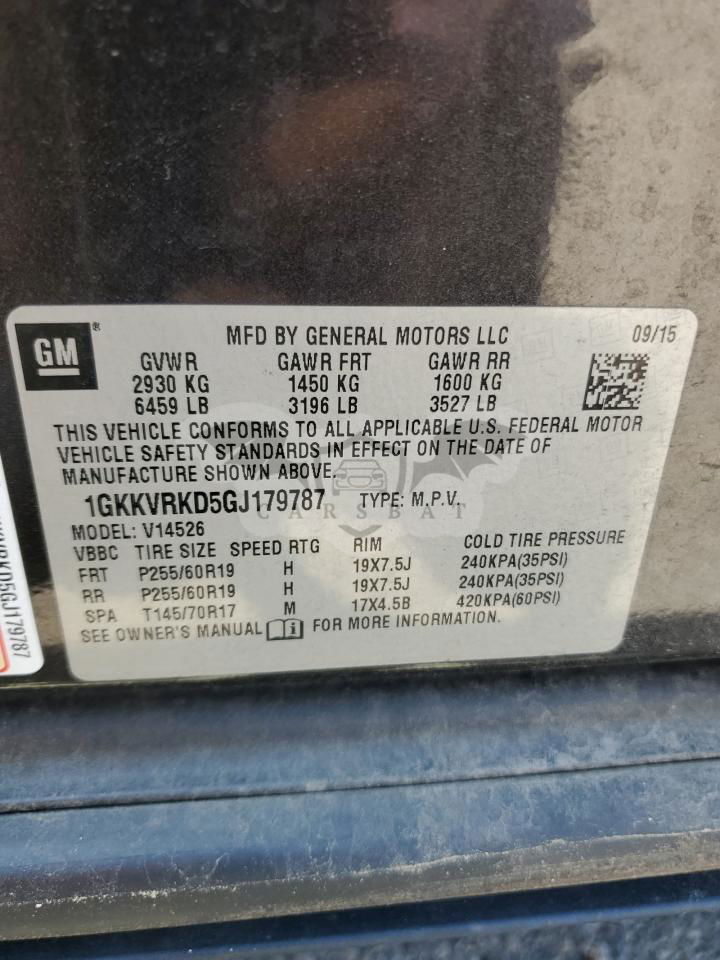 GM
®
MFD BY GENERAL MOTORS LLC 09/15
GVWR GAWR FRT GAWR RR
2930 KG 1450 KG 1600 KG
6459 LB 3196 LB 3527 LB
THIS VEHICLE CONFORMS TO ALL APPLICABLE U.S. FEDERAL MOTOR
VEHICLE SAFETY STANDARDS IN EFFECT ON THE DATE OF
MANUFACTURE SHOWN ABOVE.
1GKKVRKD5GJ179787 TYPE: M.P.V.
CARSBAT
MODEL: V14526
VBBC TIRE SIZE SPEED RTG RIM COLD TIRE PRESSURE
FRT P255/60R19 H 19X7.5J 240KPA(35PSI)
RR P255/60R19 H 19X7.5J 240KPA(35PSI)
SPA T145/70R17 M 17X4.5B 420KPA(60PSI)
SEE OWNER'S MANUAL i FOR MORE INFORMATION.